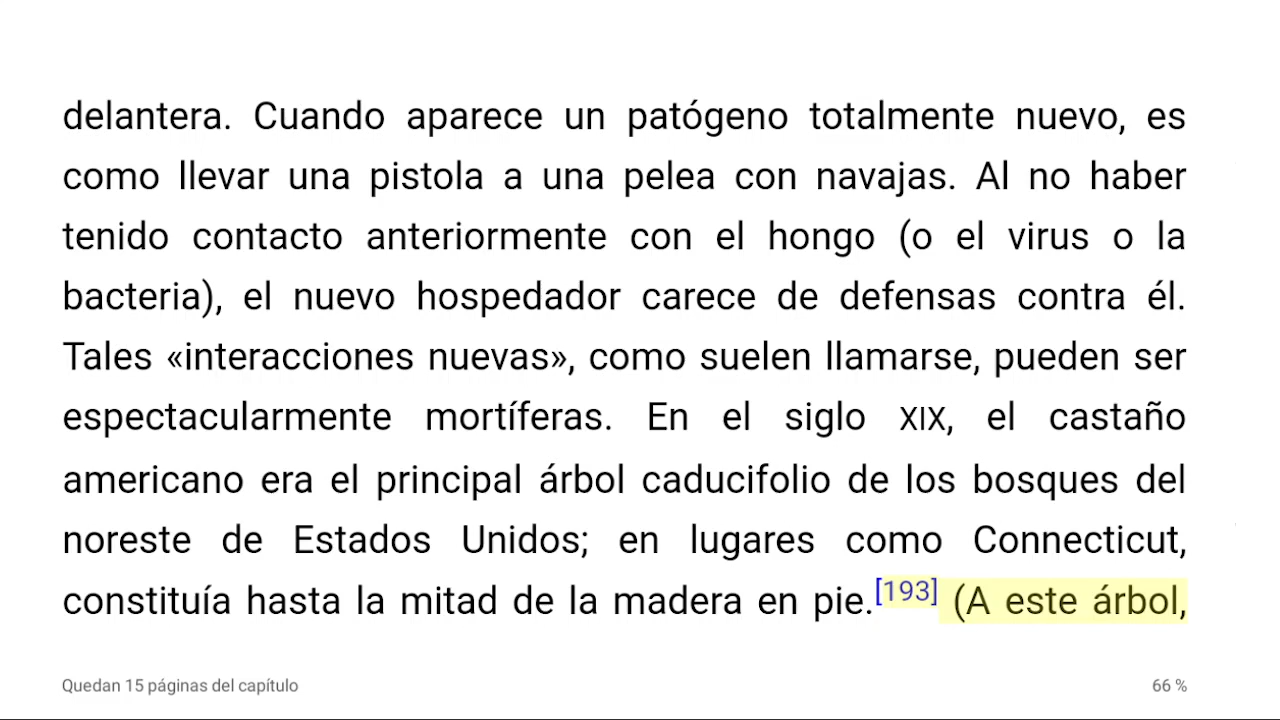 delantera. Cuando aparece un patógeno totalmente nuevo, es
como llevar una pistola a una pelea con navajas. Al no haber
tenido contacto anteriormente con el hongo (o el virus o la
bacteria), el nuevo hospedador carece de defensas contra él.
Tales «interacciones nuevas», como suelen llamarse, pueden ser
espectacularmente mortíferas. En el siglo XIX, el castaño
americano era el principal árbol caducifolio de los bosques del
noreste de Estados Unidos; en lugares como Connecticut,
constituía hasta la mitad de la madera en pie.[193] (A este árbol,
Quedan 15 páginas del capítulo
66 %